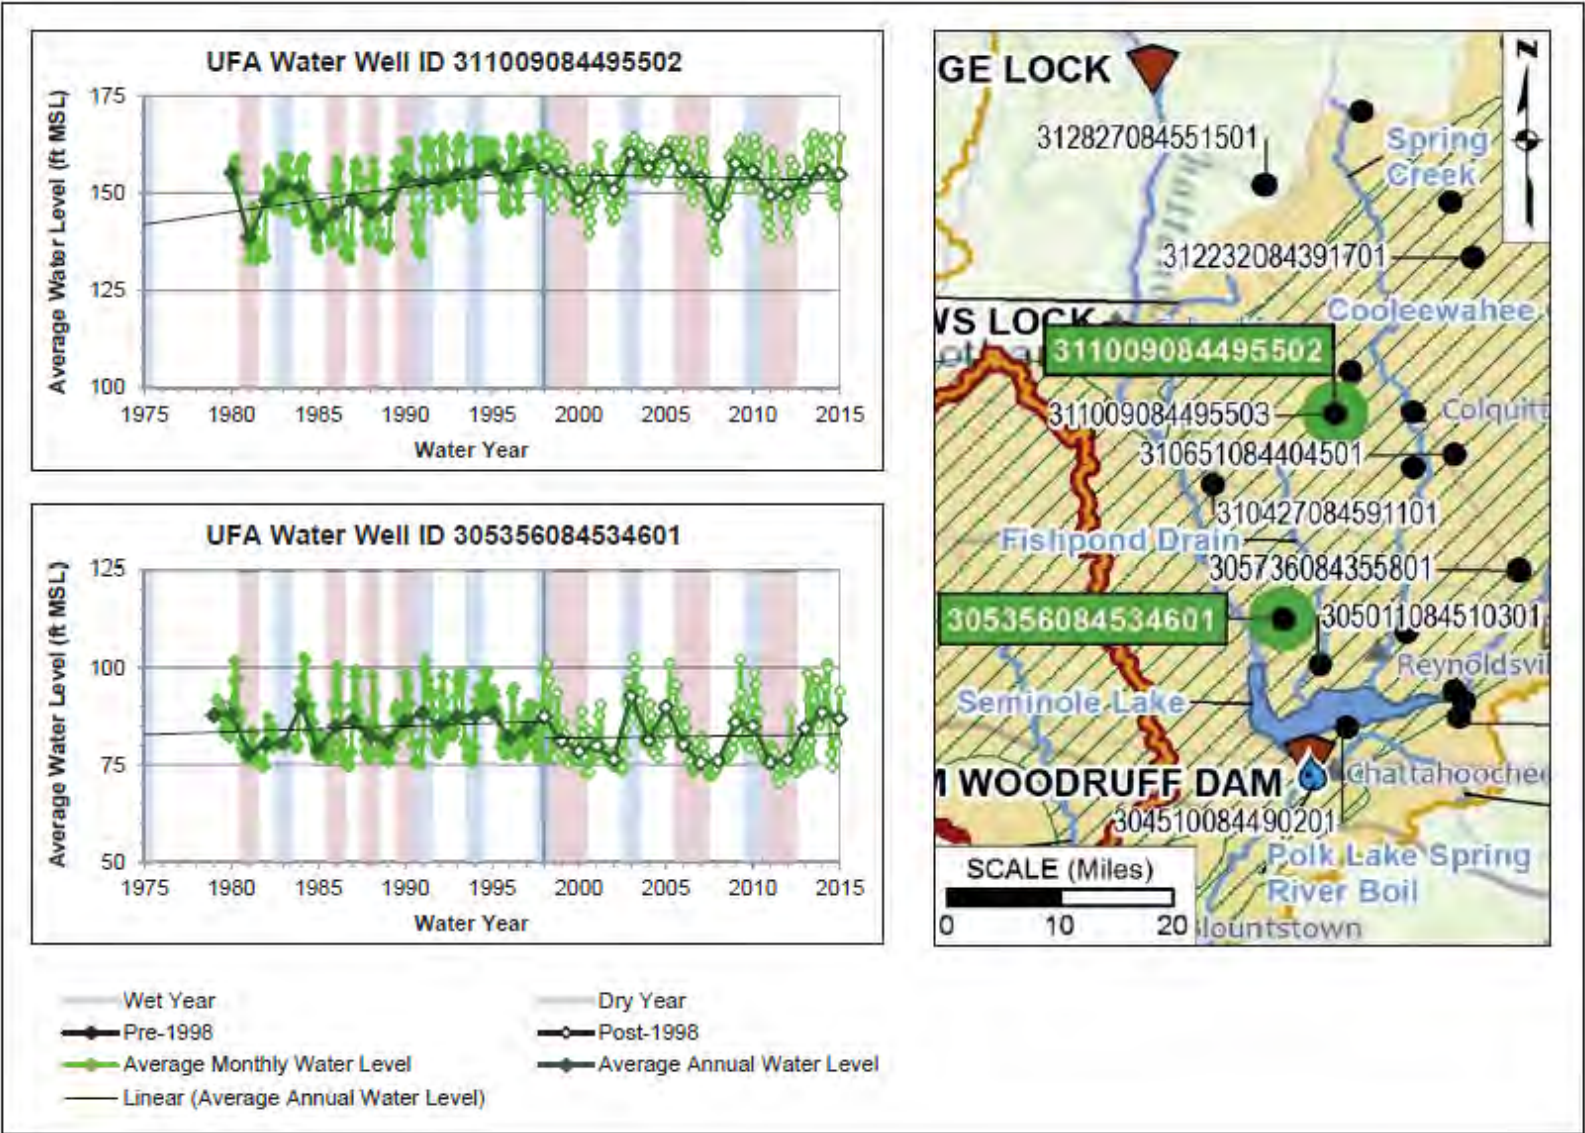 UFA Water Well ID 311009084495502
Average Water Level (ft MSL)
175
150
125
100
1975 1980 1985 1990 1995 2000 2005 2010 2015
Water Year
UFA Water Well ID 305356084534601
Average Water Level (ft MSL)
125
100
75
50
1975 1980 1985 1990 1995 2000 2005 2010 2015
Water Year
GE LOCK
N
312827084551501
Spring
Creek
312232084391701
Cooleewahee
WS LOCK
311009084495502
311009084495503
Colquitt
310651084404501
310427084591101
Fishpond Drain
305736084355801
305356084534601
305011084510301
Reynoldsvil
Seminole Lake
M WOODRUFF DAM
Chattahoochee
304510084490201
Polk Lake Spring
River Boil
SCALE (Miles)
0 10 20
lountstown
Wet Year
Dry Year
Pre-1998
Post-1998
Average Monthly Water Level
Average Annual Water Level
Linear (Average Annual Water Level)